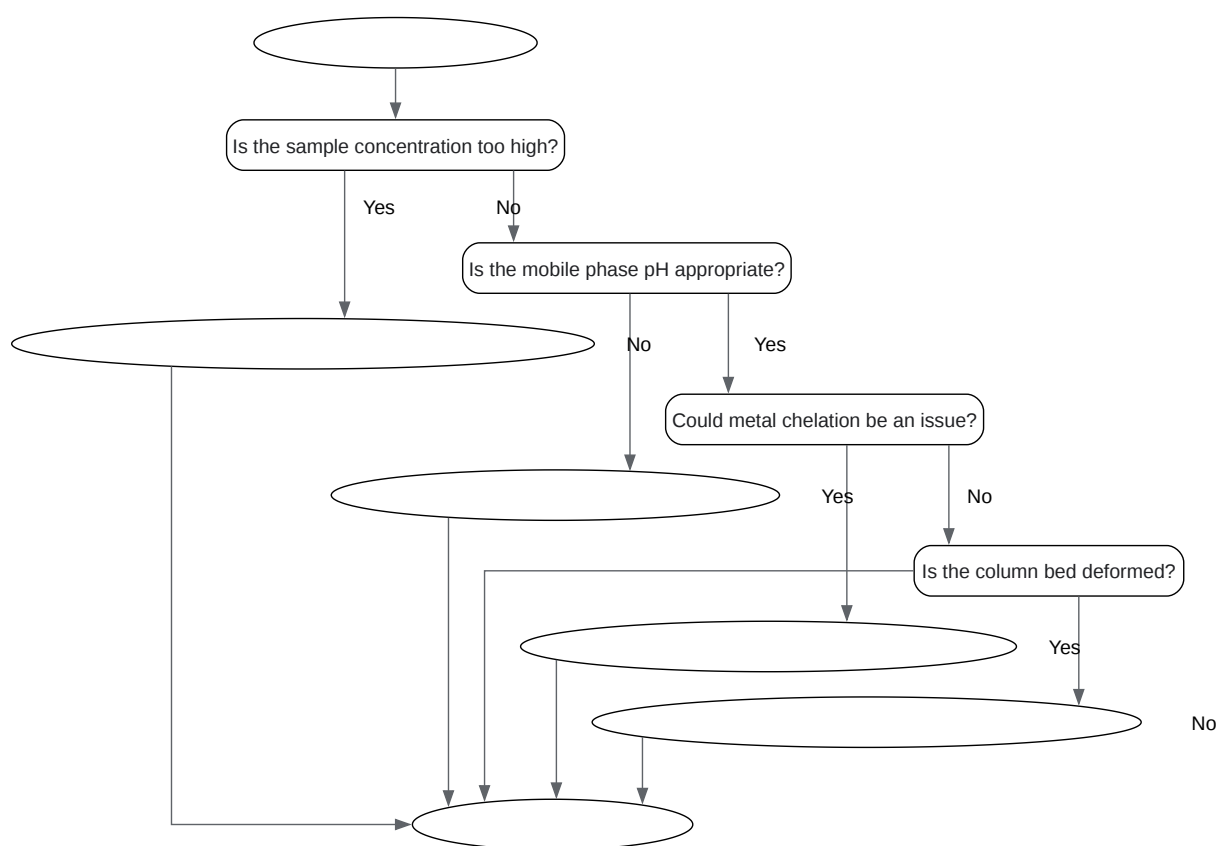 Is the sample concentration too high?
Yes
No
Is the mobile phase pH appropriate?
No
Yes
Could metal chelation be an issue?
Yes
No
Is the column bed deformed?
Yes
No